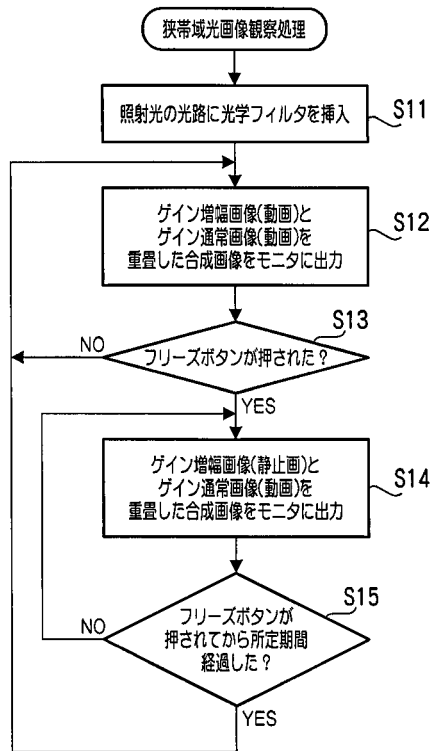 狭帯域光画像観察処理
照射光の光路に光学フィルタを挿入
S11
ゲイン増幅画像(動画)と
ゲイン通常画像(動画)を
重畳した合成画像をモニタに出力
S12
フリーズボタンが押された?
S13
NO
YES
ゲイン増幅画像(静止画)と
ゲイン通常画像(動画)を
重畳した合成画像をモニタに出力
S14
フリーズボタンが
押されてから所定期間
経過した?
S15
NO
YES